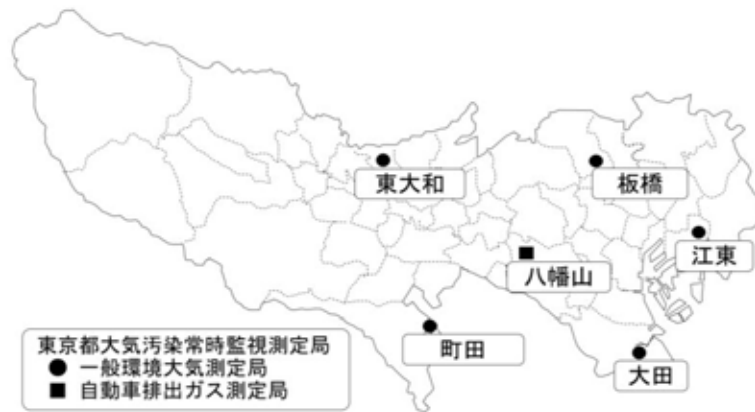 東大和
板橋
江東
八幡山
町田
大田
東京都大気汚染常時監視測定局
● 一般環境大気測定局
■ 自動車排出ガス測定局